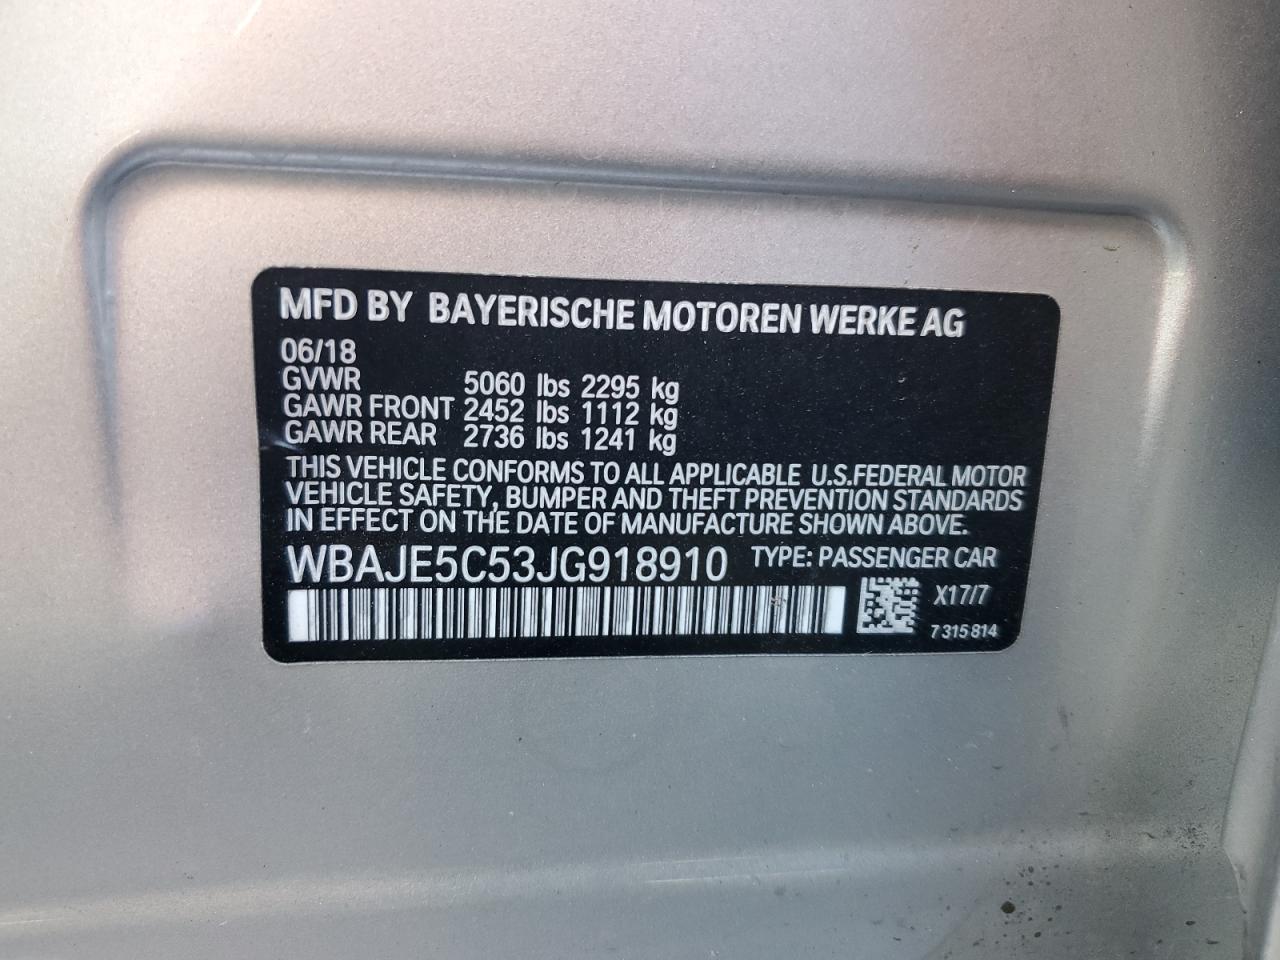 MFD BY BAYERISCHE MOTOREN WERKE AG
06/18
GVWR 5060 lbs 2295 kg
GAWR FRONT 2452 lbs 1112 kg
GAWR REAR 2736 lbs 1241 kg
THIS VEHICLE CONFORMS TO ALL APPLICABLE U.S.FEDERAL MOTOR
VEHICLE SAFETY, BUMPER AND THEFT PREVENTION STANDARDS
IN EFFECT ON THE DATE OF MANUFACTURE SHOWN ABOVE.
WBAJE5C53JG918910 TYPE: PASSENGER CAR
X17/7
7 315 814